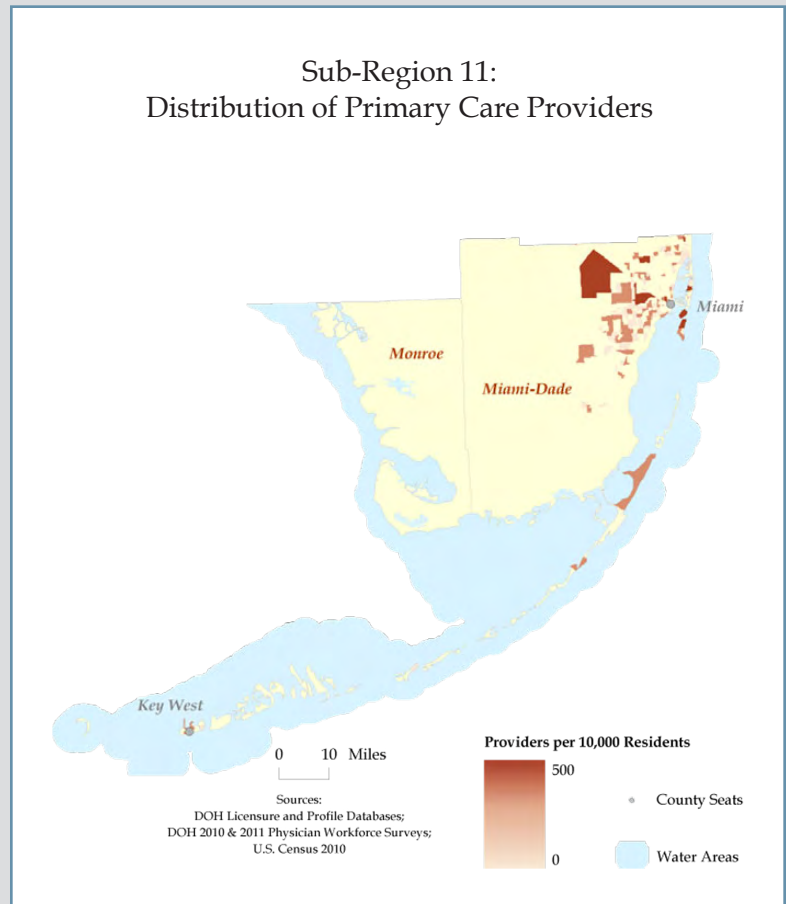 Sub-Region 11:
Distribution of Primary Care Providers
Miami
Monroe
Miami-Dade
Key West
0 10 Miles
Sources:
DOH Licensure and Profile Databases;
DOH 2010 & 2011 Physician Workforce Surveys;
U.S. Census 2010
Providers per 10,000 Residents
500
0
County Seats
Water Areas